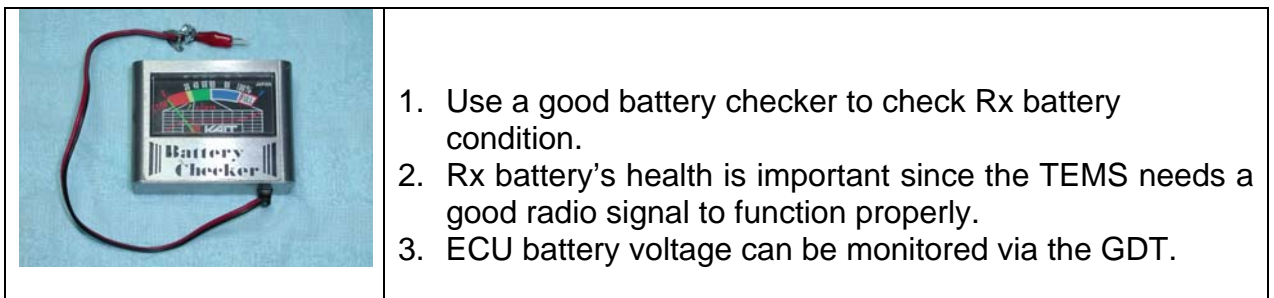 JAPAN
KAIT
Battery
Checker
1. Use a good battery checker to check Rx battery
condition.
2. Rx battery's health is important since the TEMS needs a
good radio signal to function properly.
3. ECU battery voltage can be monitored via the GDT.